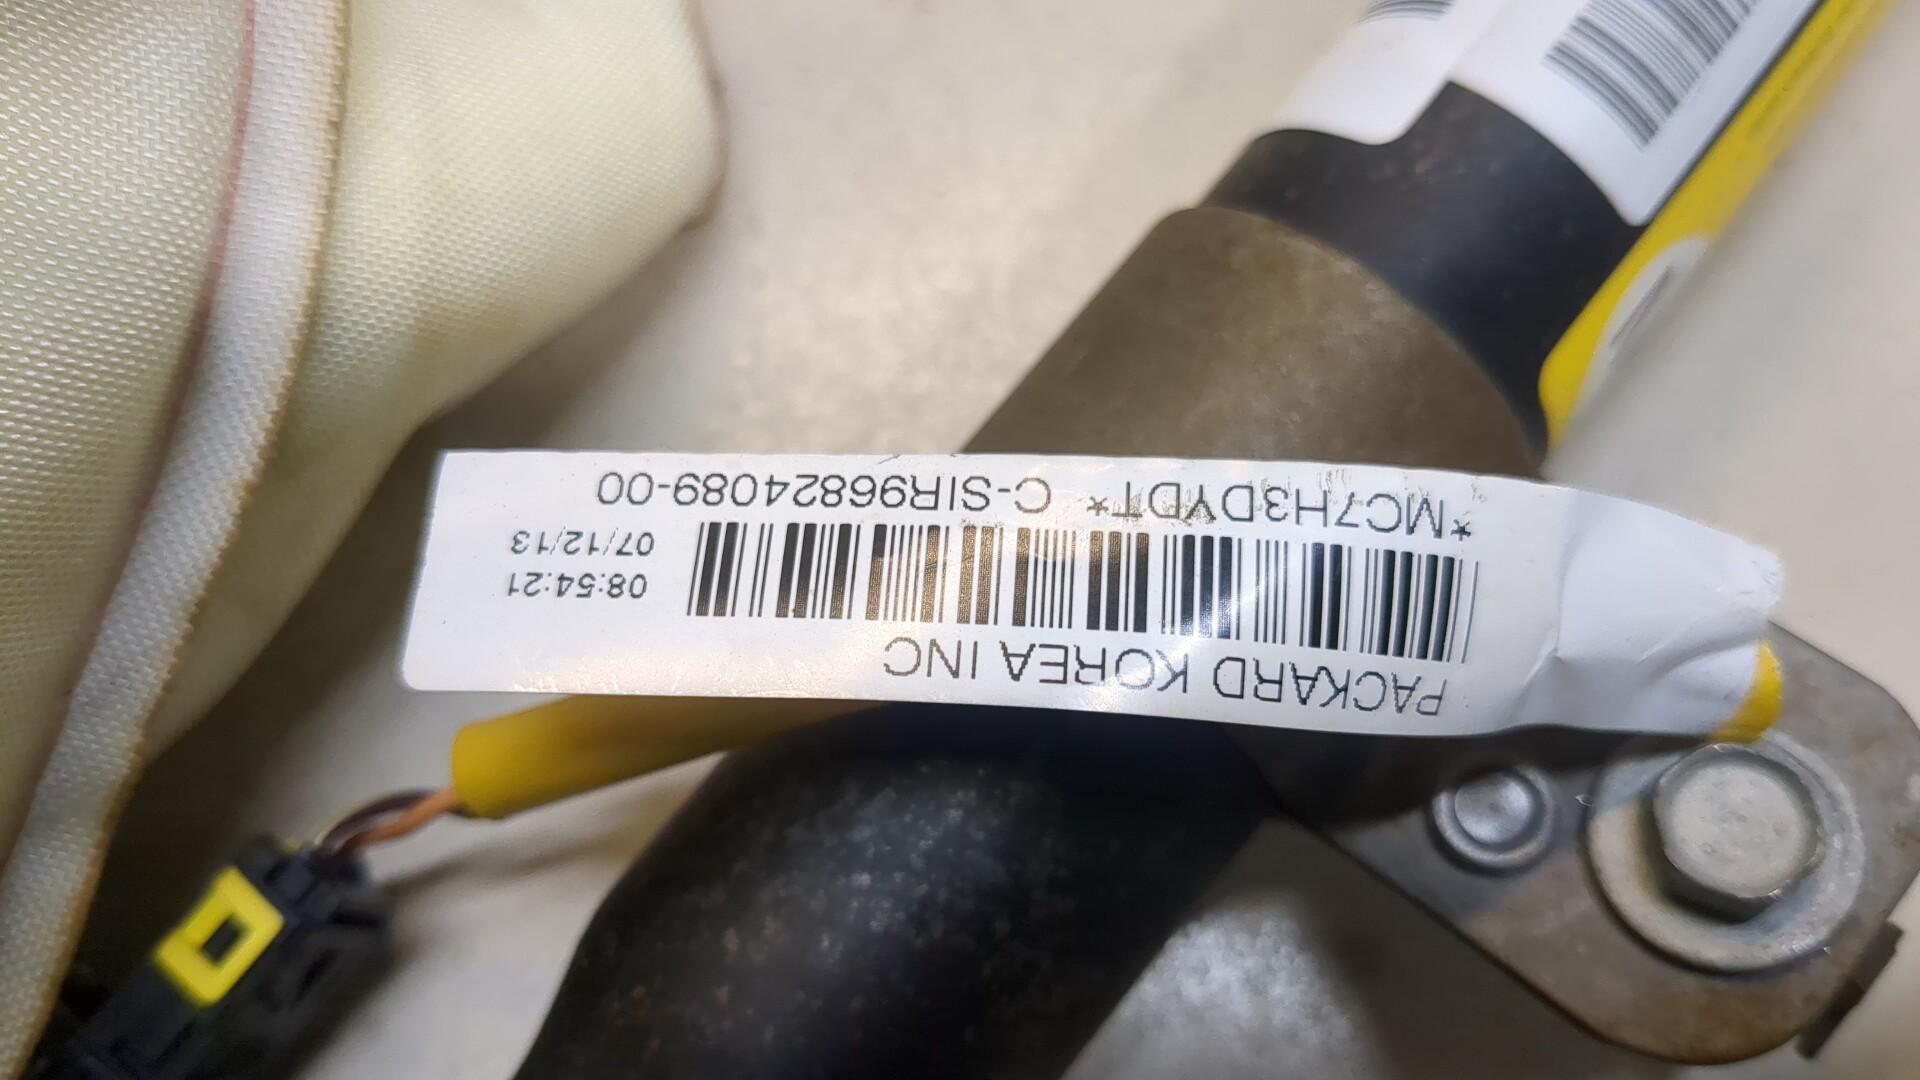 PACKARD KOREA INC
08:54:21
07/12/13
*MC7H3DYDT* C-SIR96824089-00